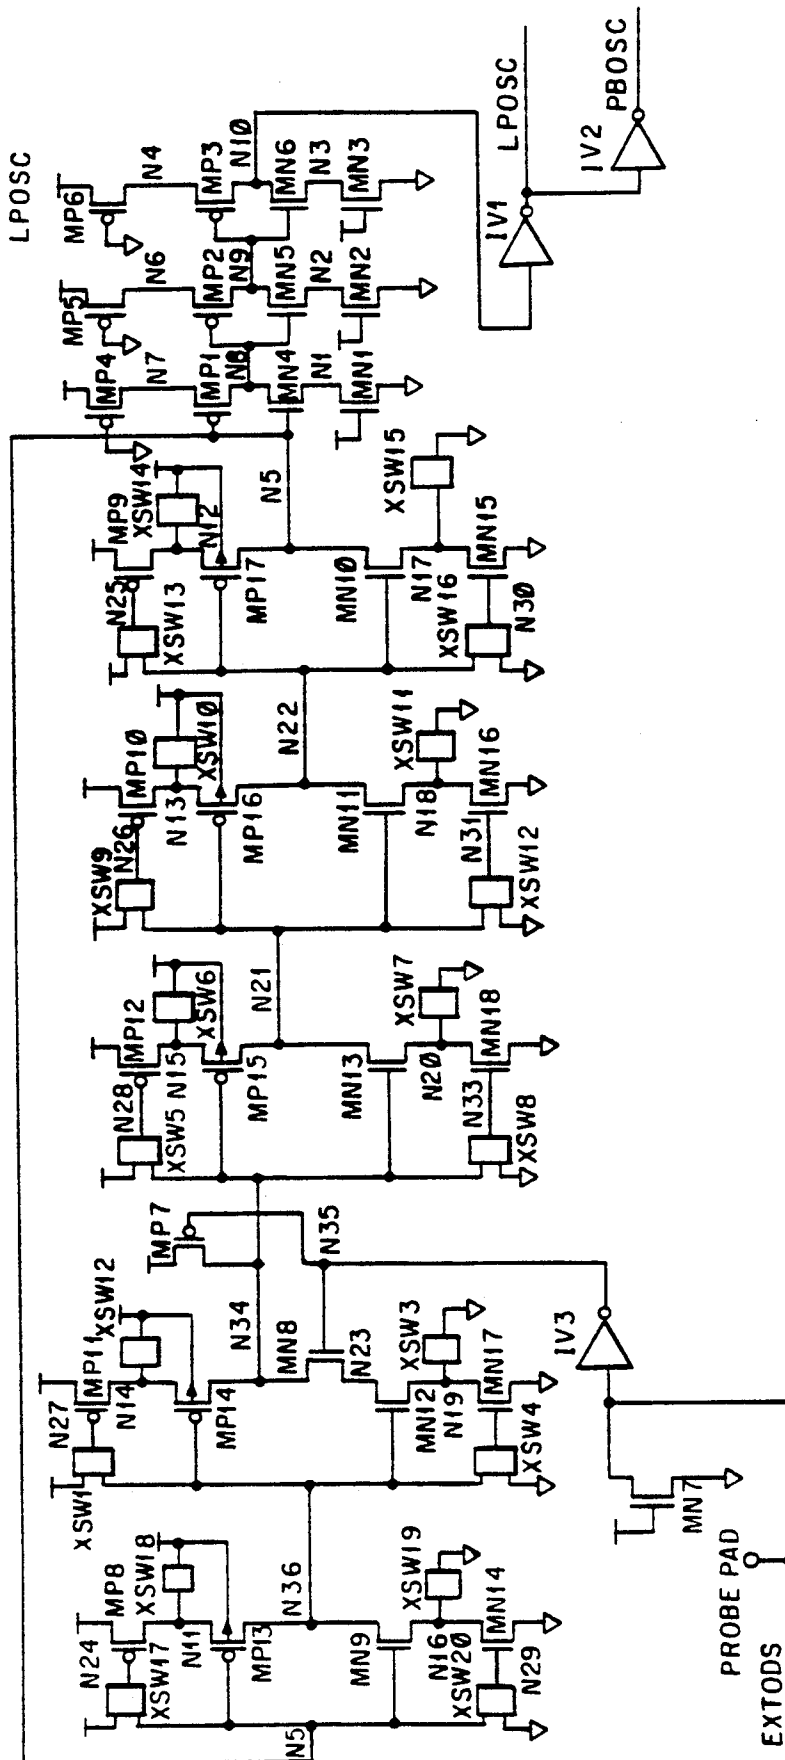 LPOSC
MP6
N4
MP3
N10
MN6
N3
MN3
MP5
N6
MP2
N9
MN5
N2
MN2
MP4
N7
MP1
N8
MN4
N1
MN1
IV1
LPOSC
IV2
PBOSC
MP9
XSW14
N12
N25
XSW13
MP17
N5
MN10
N17
XSW15
XSW16
MN15
N30
MP10
XSW10
N13
N26
XSW9
MP16
N22
MN11
N18
XSW11
MN16
N31
XSW12
MP12
XSW6
N15
N28
XSW5
MP15
N21
MN13
N20
XSW7
MN18
N33
XSW8
MP7
N35
XSW12
MP11
N14
N27
XSW1
MP14
N34
MN8
N23
MN12
N19
XSW3
MN17
XSW4
IV3
MN7
MP8
XSW18
N11
N24
XSW17
MP13
N36
MN9
N16
XSW19
XSW20
MN14
N29
N5
PROBE PAD
EXTODS